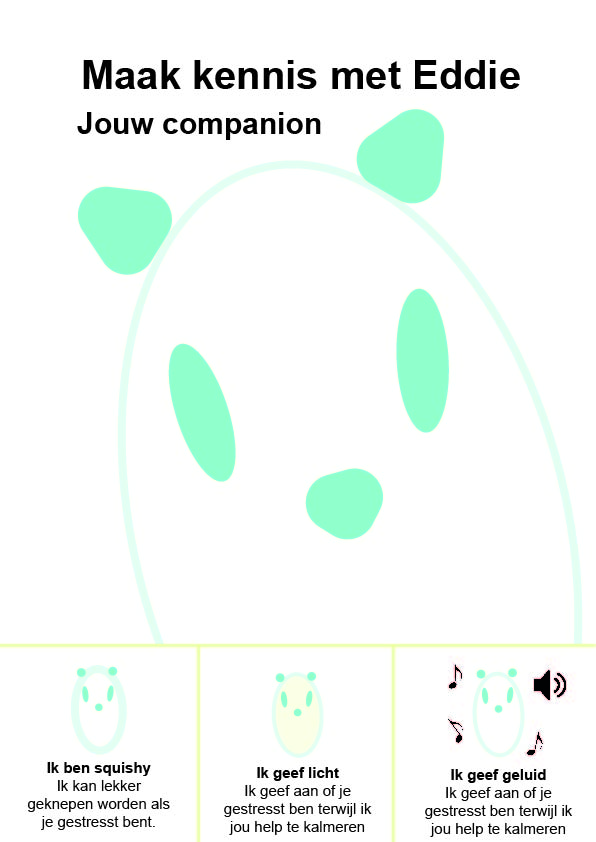 Maak kennis met Eddie
Jouw companion
Ik ben squishy
Ik kan lekker
geknepen worden als
je gestresst bent.
Ik geef licht
Ik geef aan of je
gestresst ben terwijl ik
jou help te kalmeren
Ik geef geluid
Ik geef aan of je
gestresst ben terwijl ik
jou help te kalmeren